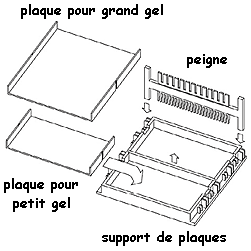 plaque pour grand gel
peigne
plaque pour
petit gel
support de plaques